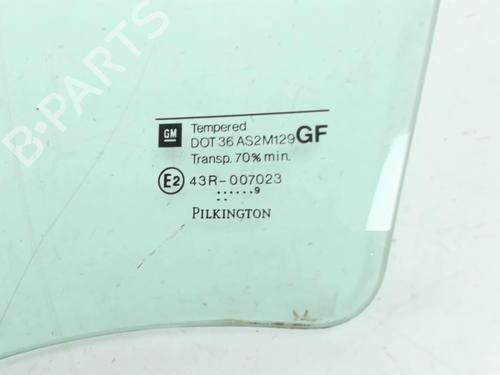 B-PARTS
GM Tempered
DOT 36 AS2M129 GF
Transp. 70% min.
E2 43R-007023
......9
..
PILKINGTON